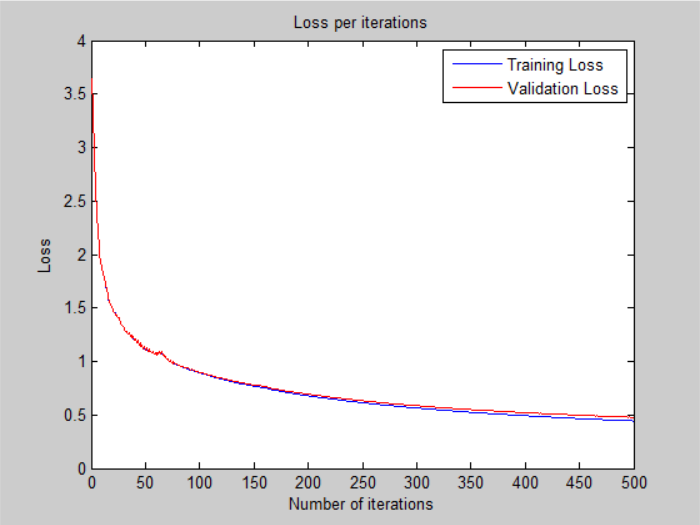 Loss per iterations
Training Loss
Validation Loss
4
3.5
3
2.5
2
1.5
1
0.5
0
Loss
0 50 100 150 200 250 300 350 400 450 500
Number of iterations